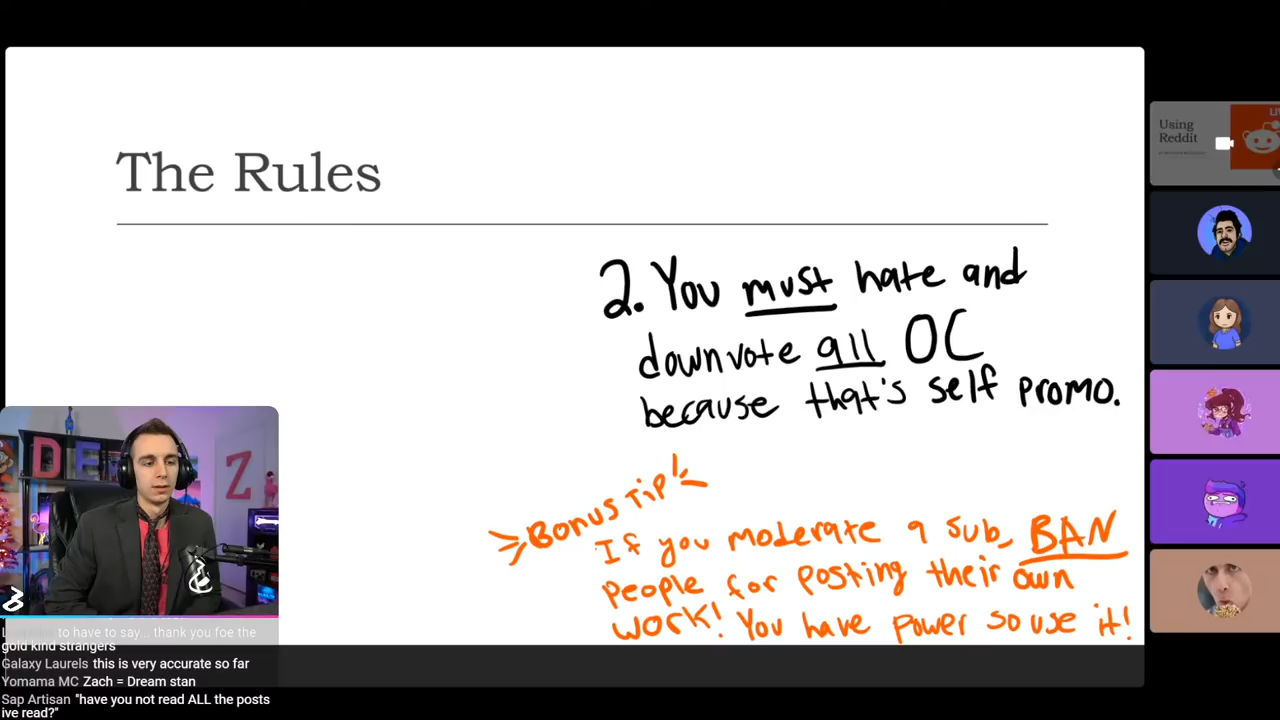 The Rules
2. You must hate and
downvote all OC
because that's self promo.
Bonus Tip!
If you moderate a sub, BAN
people for posting their own
work! You have power so use it!
Using
Reddit
LIV
D E Z
to have to say... thank you foe the
gold kind strangers
Galaxy Laurels this is very accurate so far
Yomama MC Zach = Dream stan
Sap Artisan "have you not read ALL the posts
ive read?"